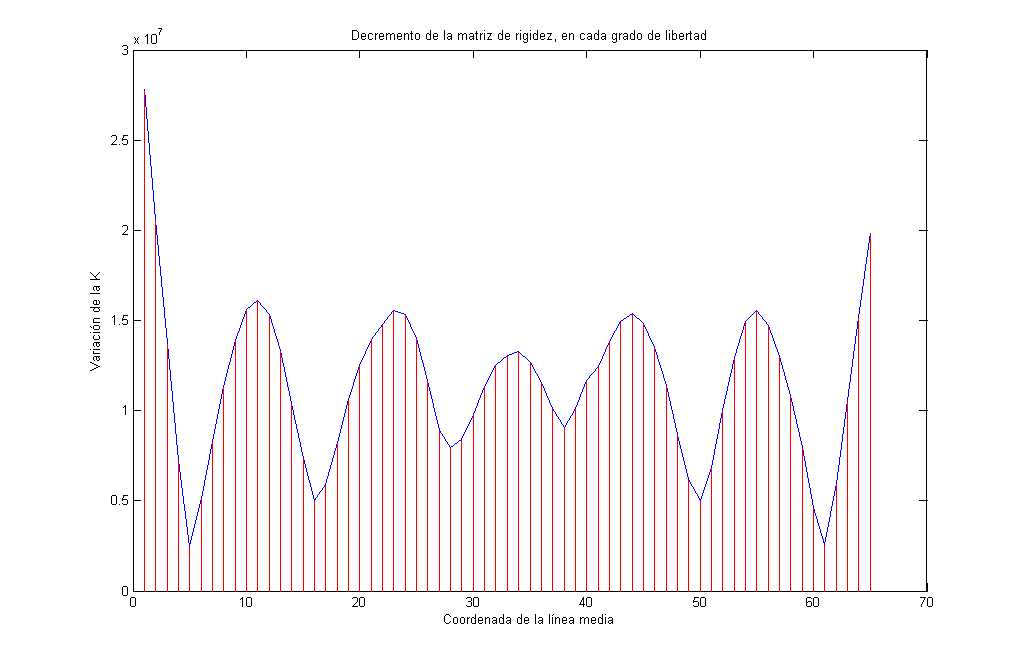 Decremento de la matriz de rigidez, en cada grado de libertad
x 10^7
3
2.5
2
1.5
1
0.5
0
Variación de la K
0 10 20 30 40 50 60 70
Coordenada de la línea media